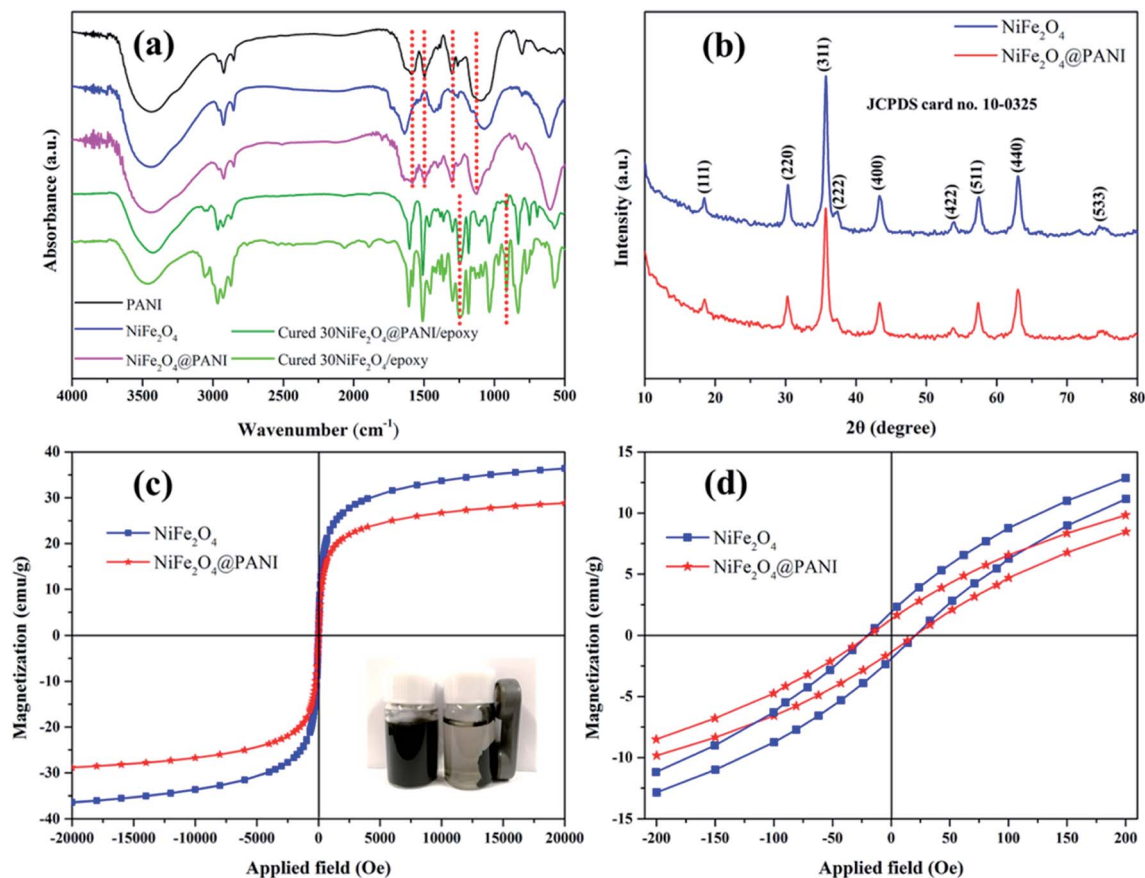 (a)
Absorbance (a.u.)
PANI
NiFe₂O₄
NiFe₂O₄@PANI
Cured 30NiFe₂O₄@PANI/epoxy
Cured 30NiFe₂O₄/epoxy
4000 3500 3000 2500 2000 1500 1000 500
Wavenumber (cm⁻¹)
(b)
NiFe₂O₄
NiFe₂O₄@PANI
JCPDS card no. 10-0325
(111) (220) (311) (222) (400) (422) (511) (440) (533)
Intensity (a.u.)
10 20 30 40 50 60 70 80
2θ (degree)
(c)
NiFe₂O₄
NiFe₂O₄@PANI
Magnetization (emu/g)
40
30
20
10
0
-10
-20
-30
-40
-20000 -15000 -10000 -5000 0 5000 10000 15000 20000
Applied field (Oe)
(d)
NiFe₂O₄
NiFe₂O₄@PANI
Magnetization (emu/g)
15
10
5
0
-5
-10
-15
-200 -150 -100 -50 0 50 100 150 200
Applied field (Oe)